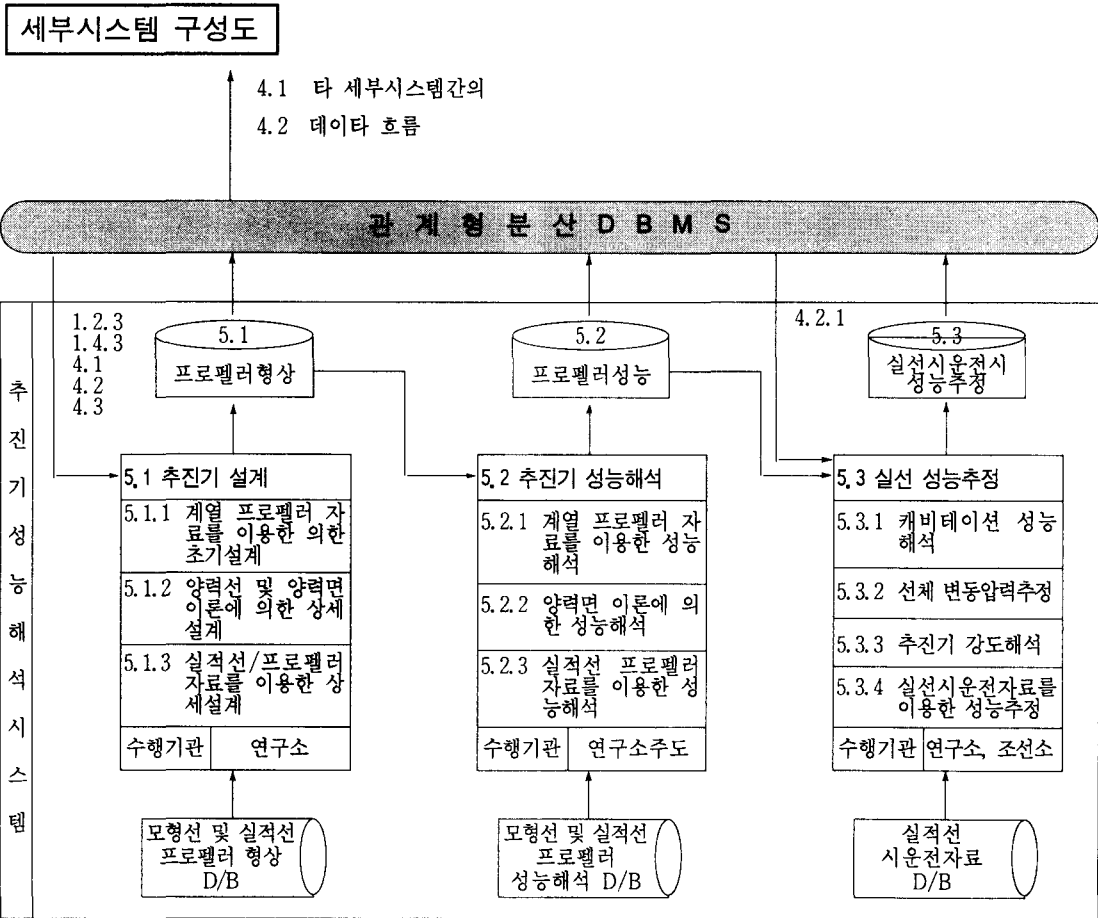 세부시스템 구성도
4.1 타 세부시스템간의
4.2 데이타 흐름
관 계 형 분 산 D B M S
추
진
기
성
능
해
석
시
스
템
1.2.3
1.4.3
4.1
4.2
4.3
5.1
프로펠러형상
5.2
프로펠러성능
4.2.1
5.3
실선시운전시
성능추정
5.1 추진기 설계
5.1.1 계열 프로펠러 자
료를 이용한 의한
초기설계
5.1.2 양력선 및 양력면
이론에 의한 상세
설계
5.1.3 실적선/프로펠러
자료를 이용한 상
세설계
수행기관 연구소
5.2 추진기 성능해석
5.2.1 계열 프로펠러 자
료를 이용한 성능
해석
5.2.2 양력면 이론에 의
한 성능해석
5.2.3 실적선 프로펠러
자료를 이용한 성
능해석
수행기관 연구소주도
5.3 실선 성능추정
5.3.1 캐비테이션 성능
해석
5.3.2 선체 변동압력추정
5.3.3 추진기 강도해석
5.3.4 실선시운전자료를
이용한 성능추정
수행기관 연구소, 조선소
모형선 및 실적선
프로펠러 형상
D/B
모형선 및 실적선
프로펠러
성능해석 D/B
실적선
시운전자료
D/B